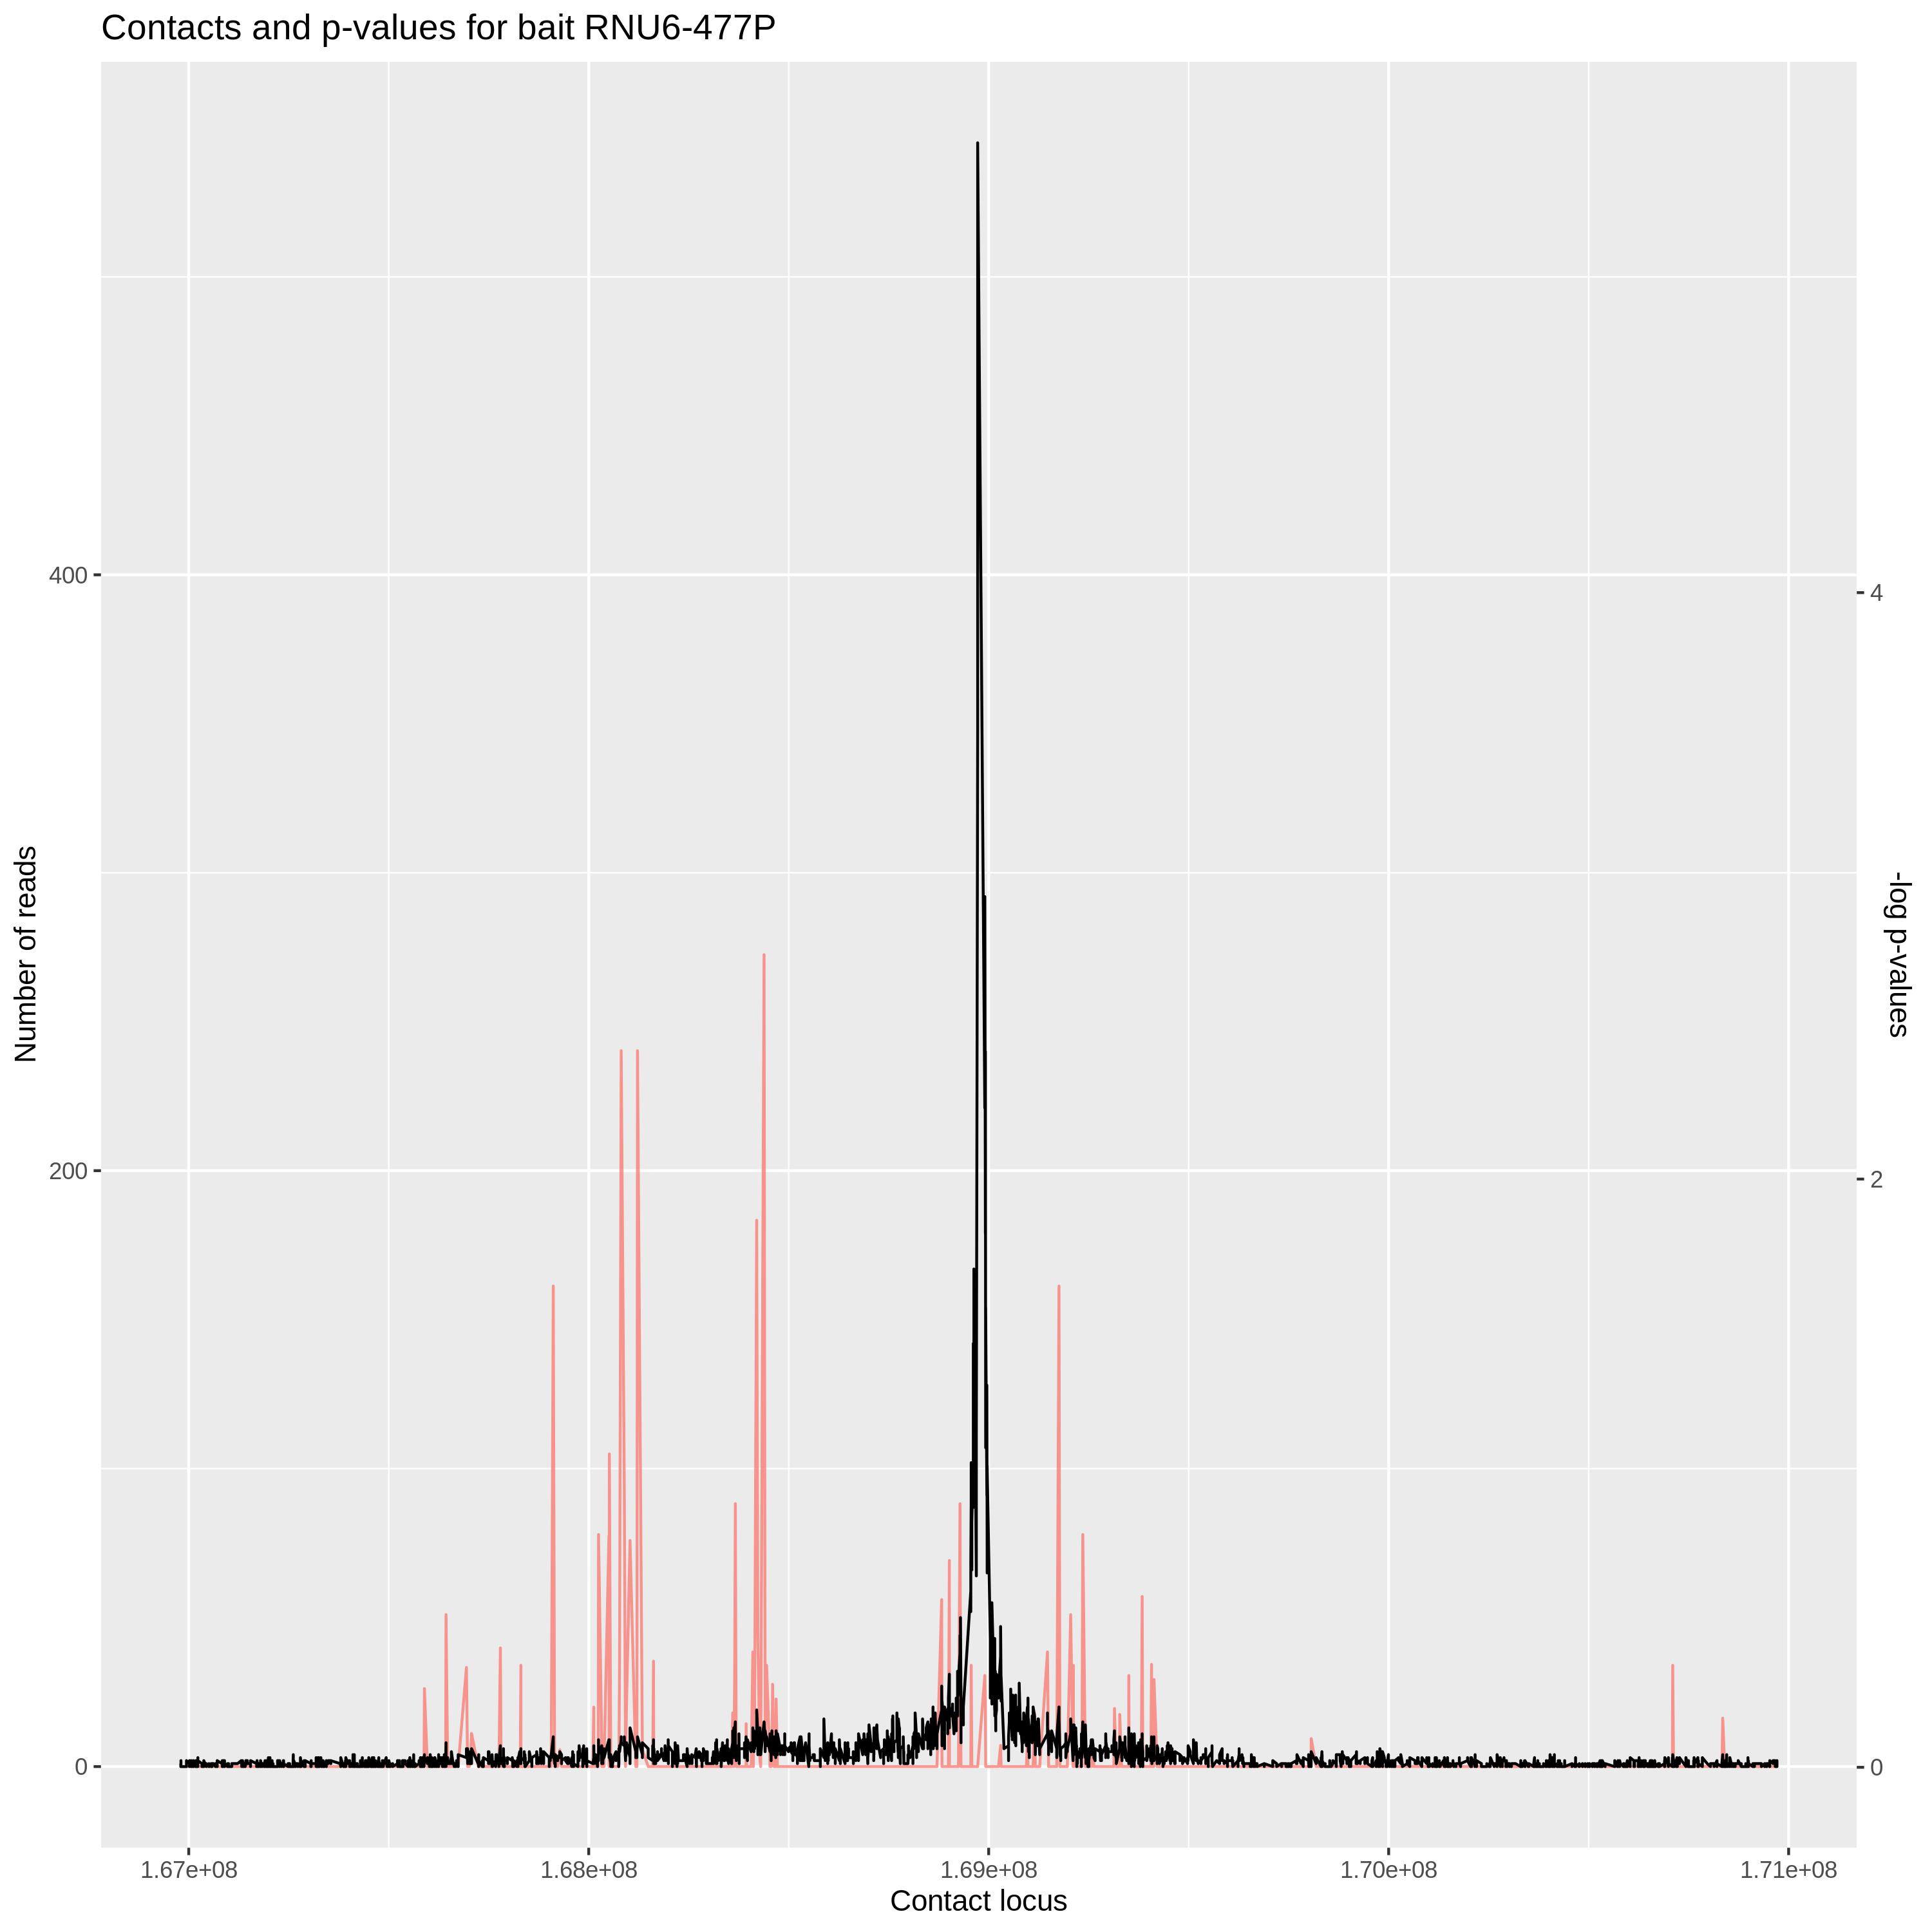 Contacts and p-values for bait RNU6-477P
Number of reads
400
200
0
4
2
0
-log p-values
1.67e+08
1.68e+08
1.69e+08
1.70e+08
1.71e+08
Contact locus